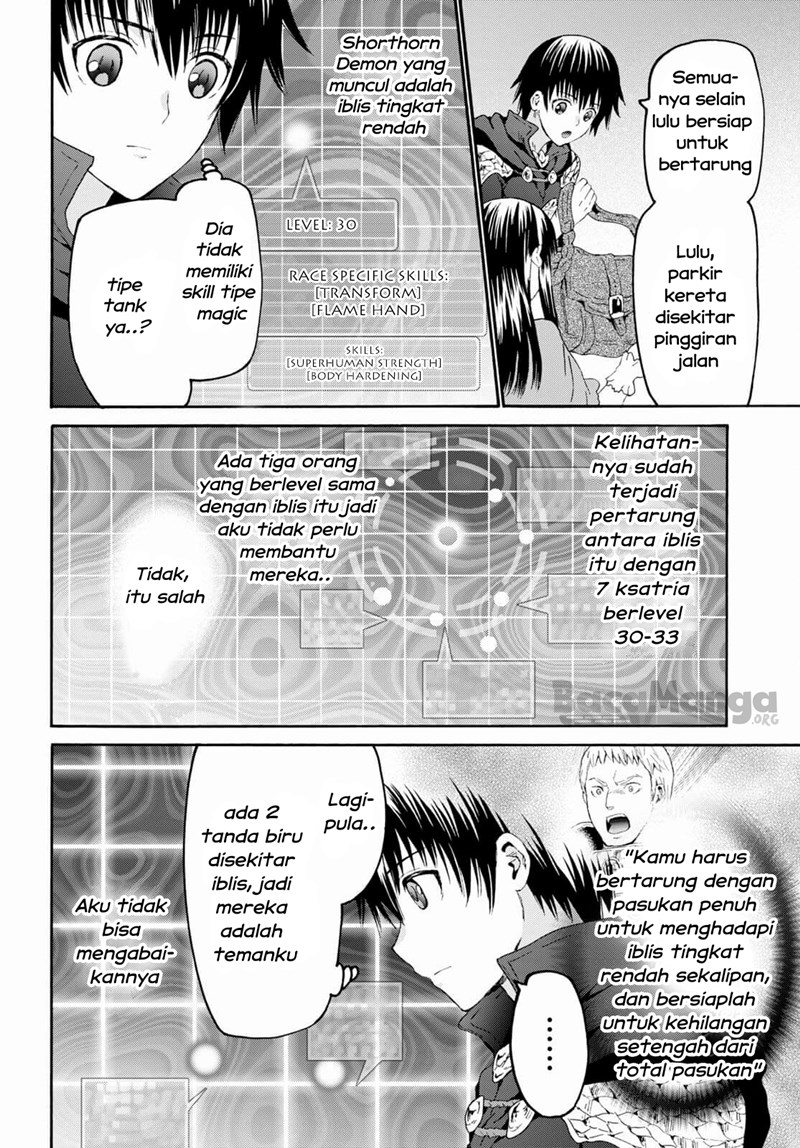 Semua-
nya selain
lulu bersiap
untuk
bertarung
Lulu,
parkir
kereta
disekitar
pinggiran
jalan
Shorthorn
Demon yang
muncul adalah
iblis tingkat
rendah
LEVEL: 30
RACE SPECIFIC SKILLS:
[TRANSFORM]
[FLAME HAND]
SKILLS:
[SUPERHUMAN STRENGTH]
[BODY HARDENING]
Dia
tidak
memiliki
skill tipe
magic
tipe
tank
ya..?
Kelihatan-
nya sudah
terjadi
pertarung
antara iblis
itu dengan
7 ksatria
berlevel
30-33
Ada tiga orang
yang berlevel sama
dengan iblis itu jadi
aku tidak perlu
membantu
mereka..
Tidak,
itu salah
BacaManga
.ORG
"Kamu harus
bertarung dengan
pasukan penuh
untuk menghadapi
iblis tingkat
rendah sekalipan,
dan bersiaplah
untuk kehilangan
setengah dari
total pasukan"
......
Lagi-
pula..
ada 2
tanda biru
disekitar
iblis, jadi
mereka
adalah
temanku
Aku tidak
bisa
mengabai-
kannya